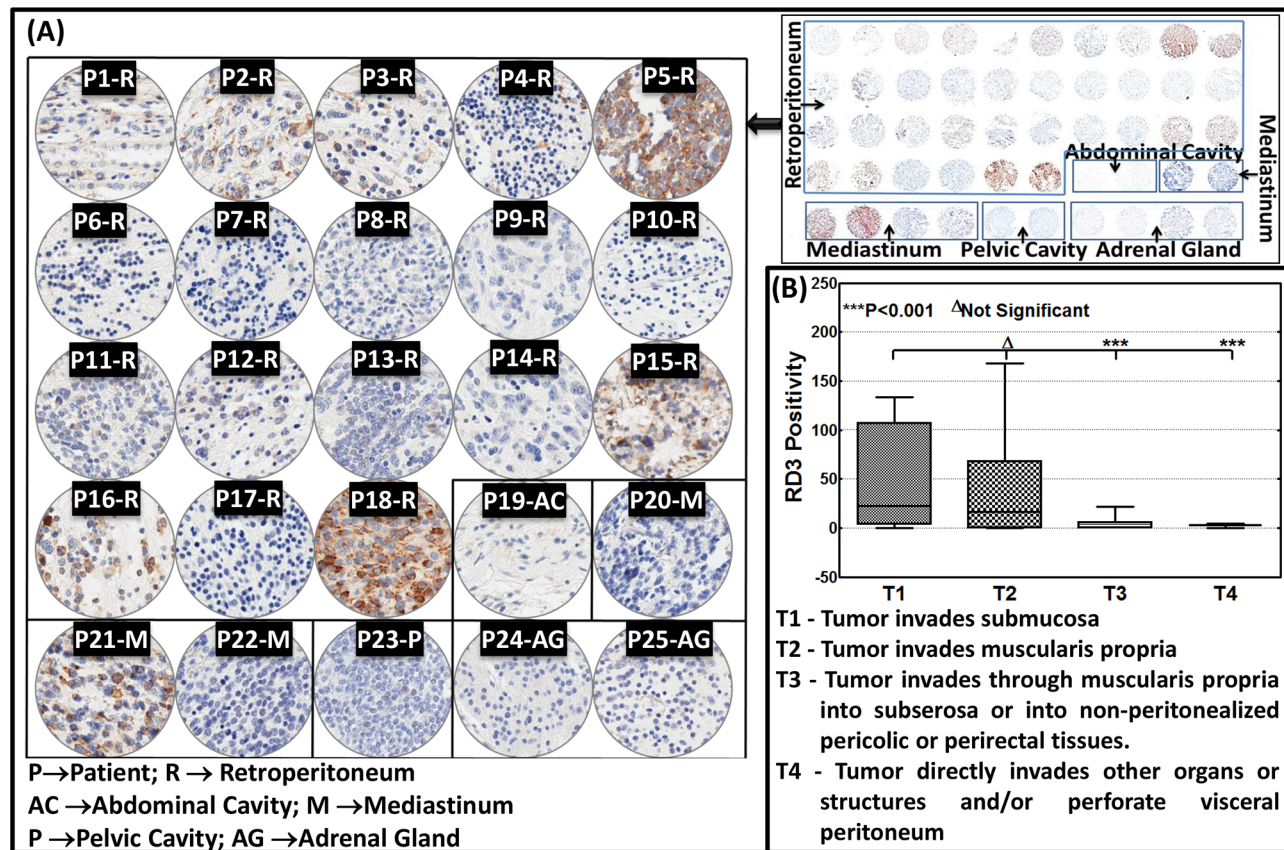 (A)
P1-R P2-R P3-R P4-R P5-R
P6-R P7-R P8-R P9-R P10-R
P11-R P12-R P13-R P14-R P15-R
P16-R P17-R P18-R P19-AC P20-M
P21-M P22-M P23-P P24-AG P25-AG
P→Patient; R → Retroperitoneum
AC →Abdominal Cavity; M →Mediastinum
P →Pelvic Cavity; AG →Adrenal Gland
Retroperitoneum
Abdominal Cavity
Mediastinum
Mediastinum Pelvic Cavity Adrenal Gland
(B)
***P<0.001 ΔNot Significant
Δ *** ***
RD3 Positivity
250
200
150
100
50
0
-50
T1 T2 T3 T4
T1 - Tumor invades submucosa
T2 - Tumor invades muscularis propria
T3 - Tumor invades through muscularis propria
into subserosa or into non-peritonealized
pericolic or perirectal tissues.
T4 - Tumor directly invades other organs or
structures and/or perforate visceral
peritoneum